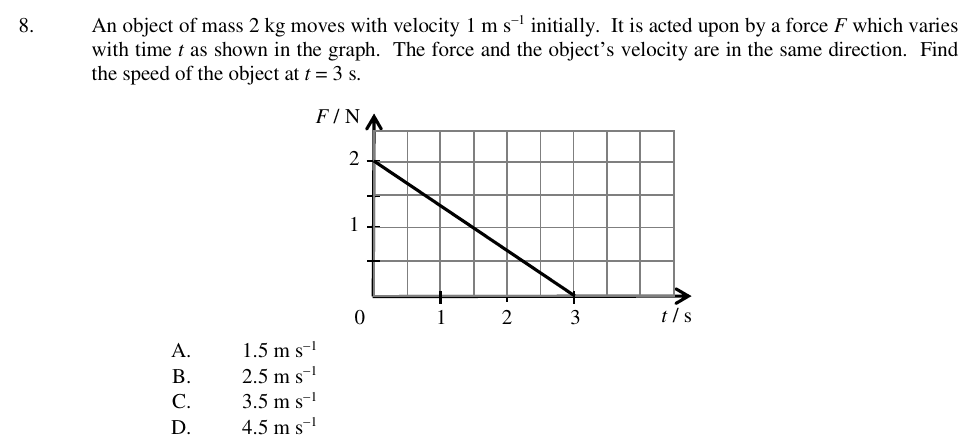 8. An object of mass 2 kg moves with velocity 1 m s⁻¹ initially. It is acted upon by a force F which varies
with time t as shown in the graph. The force and the object's velocity are in the same direction. Find
the speed of the object at t = 3 s.
F / N
2
1
0 1 2 3 t / s
A. 1.5 m s⁻¹
B. 2.5 m s⁻¹
C. 3.5 m s⁻¹
D. 4.5 m s⁻¹